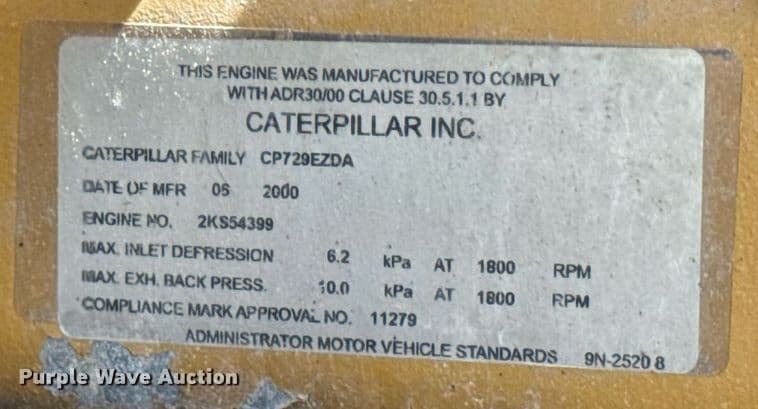 THIS ENGINE WAS MANUFACTURED TO COMPLY
WITH ADR30/00 CLAUSE 30.5.1.1 BY
CATERPILLAR INC.
CATERPILLAR FAMILY CP729EZDA
DATE OF MFR 06 2000
ENGINE NO. 2KS54399
MAX. INLET DEPRESSION 6.2 kPa AT 1800 RPM
MAX. EXH. BACK PRESS. 10.0 kPa AT 1800 RPM
COMPLIANCE MARK APPROVAL NO. 11279
ADMINISTRATOR MOTOR VEHICLE STANDARDS 9N-2520 8
Purple Wave Auction